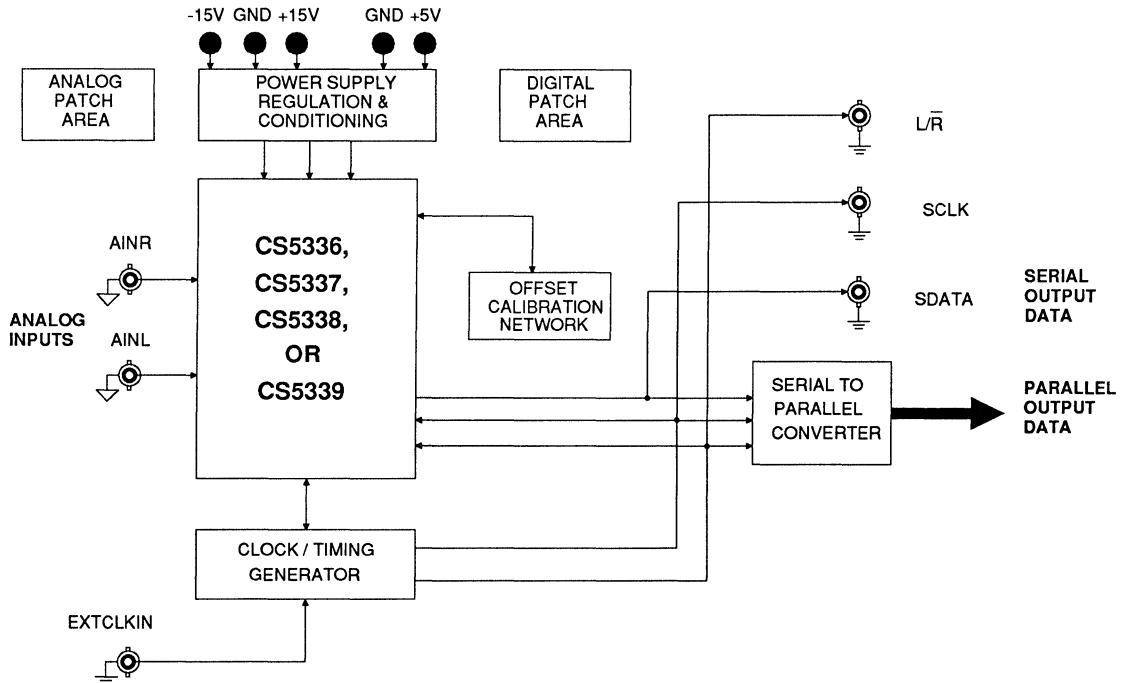 -15V GND +15V GND +5V
ANALOG
PATCH
AREA
POWER SUPPLY
REGULATION &
CONDITIONING
DIGITAL
PATCH
AREA
L/R̅
SCLK
SDATA
SERIAL
OUTPUT
DATA
AINR
ANALOG
INPUTS
AINL
CS5336,
CS5337,
CS5338,
OR
CS5339
OFFSET
CALIBRATION
NETWORK
SERIAL TO
PARALLEL
CONVERTER
PARALLEL
OUTPUT
DATA
CLOCK / TIMING
GENERATOR
EXTCLKIN